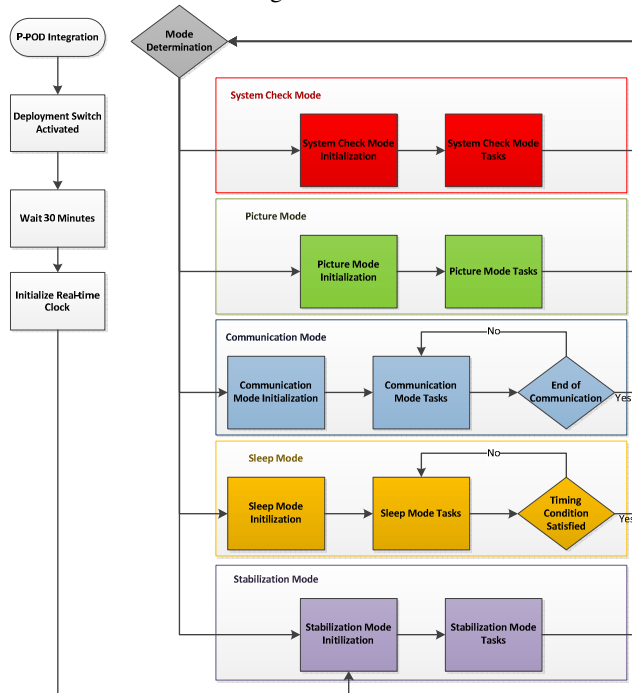 P-POD Integration
Deployment Switch
Activated
Wait 30 Minutes
Initialize Real-time
Clock
Mode
Determination
System Check Mode
System Check Mode
Initialization
System Check Mode
Tasks
Picture Mode
Picture Mode
Initialization
Picture Mode Tasks
Communication Mode
No
Communication
Mode Initialization
Communication
Mode Tasks
End of
Communication
Yes
Sleep Mode
No
Sleep Mode
Initilization
Sleep Mode Tasks
Timing
Condition
Satisfied
Yes
Stabilization Mode
Stabilization Mode
Initilization
Stabilization Mode
Tasks